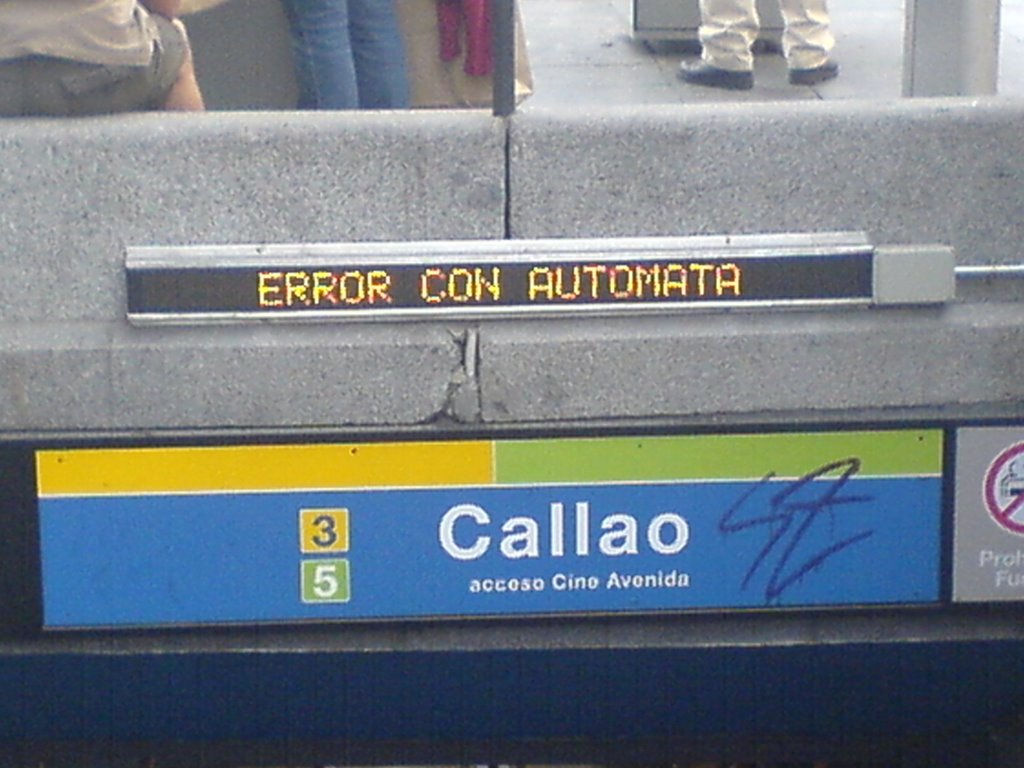 ERROR CON AUTOMATA
3
5
Callao
acceso Cine Avenida